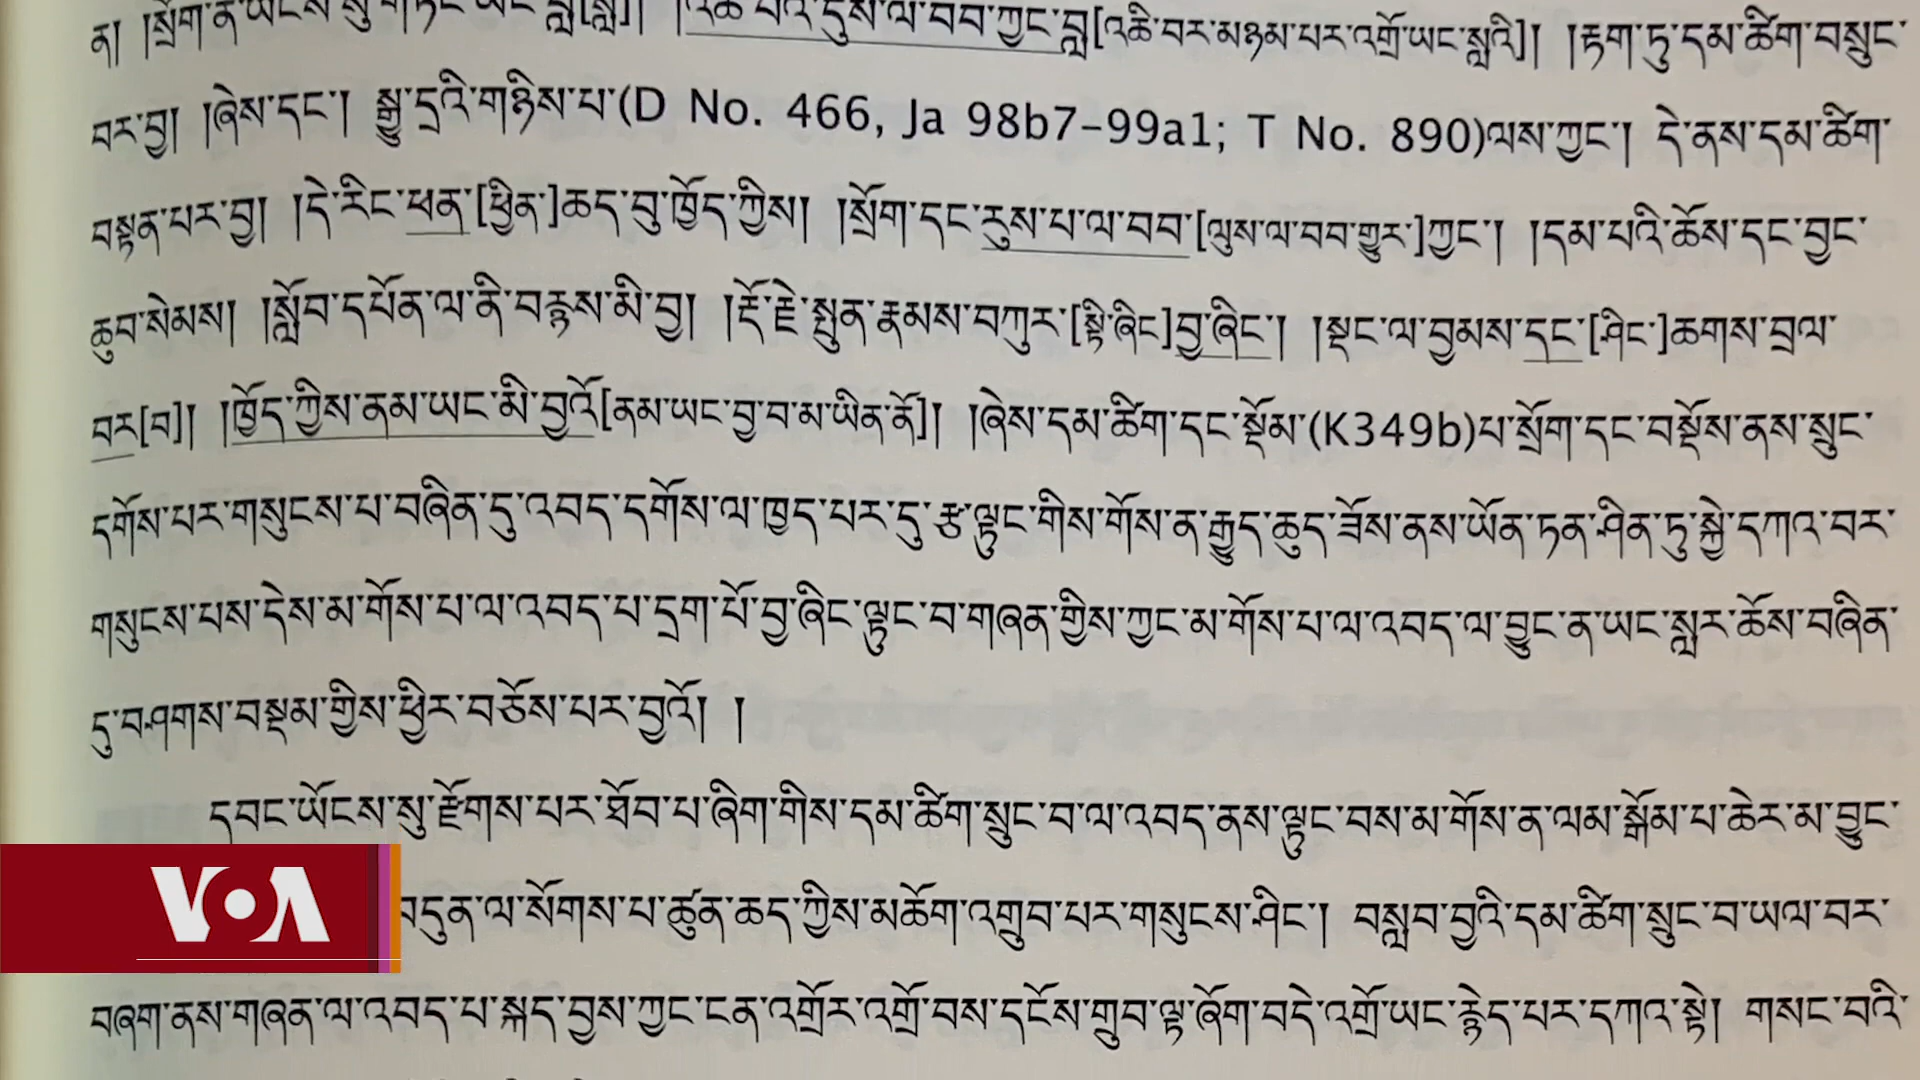 ན། །སྲོག་ན་ཡངས་སུ་གཏོང་ཡང་བླ[སླ]། །འཆི་བའི་དུས་ལ་བབ་ཀྱང་བླ[འཆི་བར་མཉམ་པར་འགྲོ་ཡང་སླའི]། །རྟག་ཏུ་དམ་ཚིག་བསྲུང་
བར་བྱ། །ཞེས་དང་། སྒྱུ་དྲའི་གཉིས་པ་(D No. 466, Ja 98b7–99a1; T No. 890)ལས་ཀྱང་། དེ་ནས་དམ་ཚིག་
བསྟན་པར་བྱ། །དེ་རིང་ཕན་[ཕྱིན་]ཆད་བུ་ཁྱོད་ཀྱིས། །སྲོག་དང་རུས་པ་ལ་བབ་[ལུས་ལ་བབ་གྱུར་]ཀྱང་། །དམ་པའི་ཆོས་དང་བྱང་
ཆུབ་སེམས། །སློབ་དཔོན་ལ་ནི་བརྙས་མི་བྱ། །རྡོ་རྗེ་སྤུན་རྣམས་བཀུར་[སྟི་ཞིང]བྱ་ཞིང་། །སྡང་ལ་བྱམས་དང་[ཤིང་]ཆགས་བྲལ་
བར[བ]། །ཁྱོད་ཀྱིས་ནམ་ཡང་མི་བྱའོ[ནམ་ཡང་བྱ་བ་མ་ཡིན་ནོ]། །ཞེས་དམ་ཚིག་དང་སྡོམ་(K349b)པ་སྲོག་དང་བསྡོས་ནས་སྲུང་
དགོས་པར་གསུངས་པ་བཞིན་དུ་འབད་དགོས་ལ་ཁྱད་པར་དུ་རྩ་ལྟུང་གིས་གོས་ན་རྒྱུད་ཆུད་ཟོས་ནས་ཡོན་ཏན་ཤིན་ཏུ་སྐྱེ་དཀའ་བར་
གསུངས་པས་དེས་མ་གོས་པ་ལ་འབད་པ་དྲག་པོ་བྱ་ཞིང་ལྟུང་བ་གཞན་གྱིས་ཀྱང་མ་གོས་པ་ལ་འབད་ལ་བྱུང་ན་ཡང་སླར་ཆོས་བཞིན་
དུ་བཤགས་བསྡམ་གྱིས་ཕྱིར་བཅོས་པར་བྱའོ། །
དབང་ཡོངས་སུ་རྫོགས་པར་ཐོབ་པ་ཞིག་གིས་དམ་ཚིག་སྲུང་བ་ལ་འབད་ནས་ལྟུང་བས་མ་གོས་ན་ལམ་སྒོམ་པ་ཆེར་མ་བྱུང་
བདུན་ལ་སོགས་པ་ཚུན་ཆད་ཀྱིས་མཆོག་འགྲུབ་པར་གསུངས་ཤིང་། བསླབ་བྱའི་དམ་ཚིག་སྲུང་བ་ཡལ་བར་
VOA
བཞག་ནས་གཞན་ལ་འབད་པ་སྐད་བྱས་ཀྱང་ངན་འགྲོར་འགྲོ་བས་དངོས་གྲུབ་ལྟ་ཞོག་བདེ་འགྲོ་ཡང་རྙེད་པར་དཀའ་སྟེ། གསང་བའི་